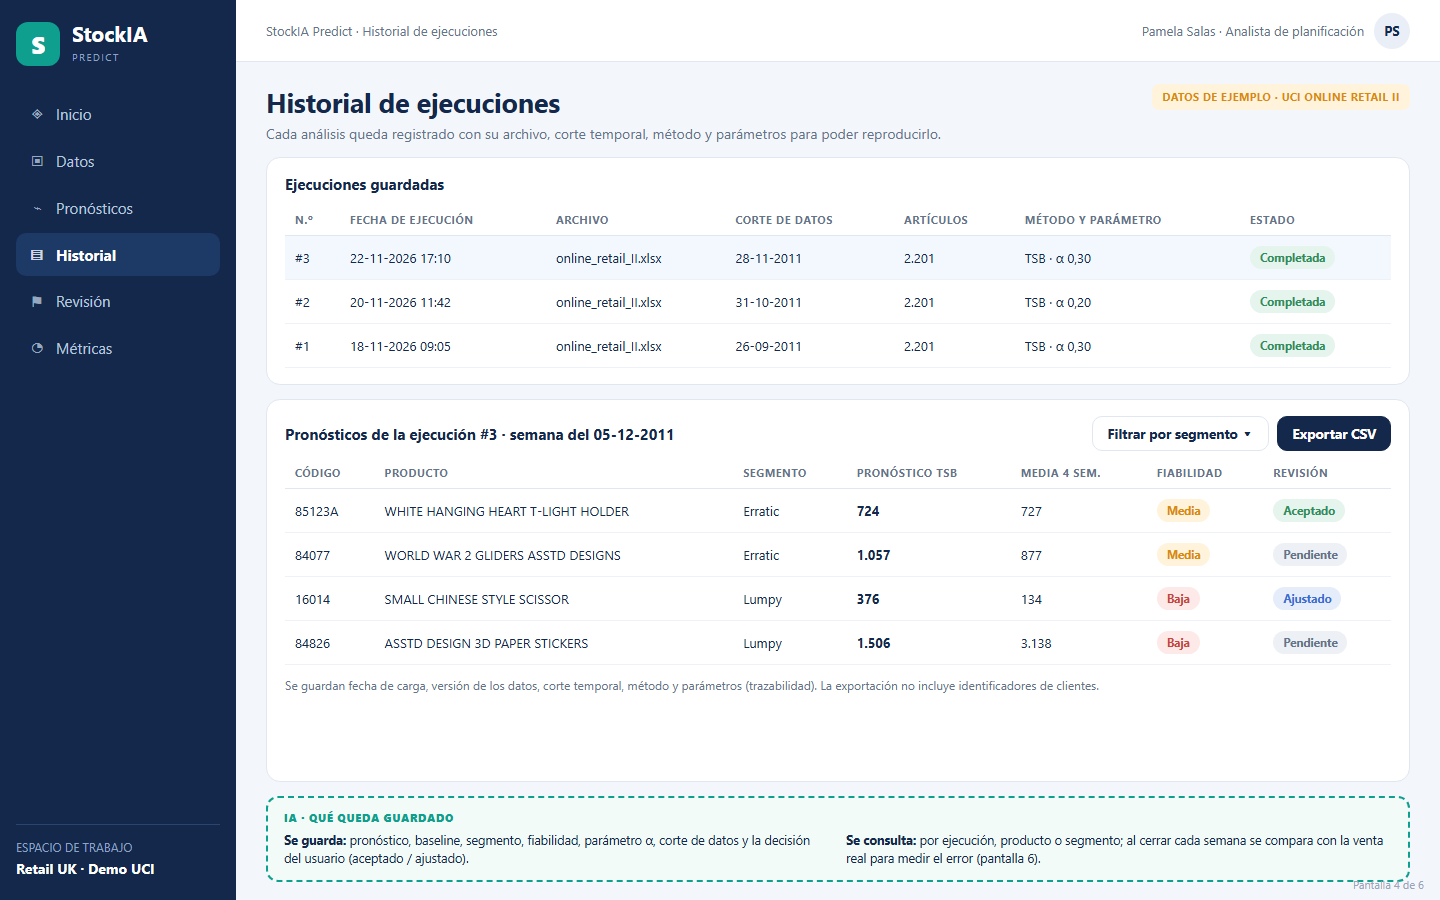 S
StockIA
PREDICT
Inicio
Datos
Pronósticos
Historial
Revisión
Métricas
ESPACIO DE TRABAJO
Retail UK · Demo UCI
StockIA Predict · Historial de ejecuciones
Pamela Salas · Analista de planificación
PS
Historial de ejecuciones
DATOS DE EJEMPLO · UCI ONLINE RETAIL II
Cada análisis queda registrado con su archivo, corte temporal, método y parámetros para poder reproducirlo.
Ejecuciones guardadas
N.º FECHA DE EJECUCIÓN ARCHIVO CORTE DE DATOS ARTÍCULOS MÉTODO Y PARÁMETRO ESTADO
#3 22-11-2026 17:10 online_retail_II.xlsx 28-11-2011 2.201 TSB · α 0,30 Completada
#2 20-11-2026 11:42 online_retail_II.xlsx 31-10-2011 2.201 TSB · α 0,20 Completada
#1 18-11-2026 09:05 online_retail_II.xlsx 26-09-2011 2.201 TSB · α 0,30 Completada
Pronósticos de la ejecución #3 · semana del 05-12-2011
Filtrar por segmento ▾
Exportar CSV
CÓDIGO PRODUCTO SEGMENTO PRONÓSTICO TSB MEDIA 4 SEM. FIABILIDAD REVISIÓN
85123A WHITE HANGING HEART T-LIGHT HOLDER Erratic 724 727 Media Aceptado
84077 WORLD WAR 2 GLIDERS ASSTD DESIGNS Erratic 1.057 877 Media Pendiente
16014 SMALL CHINESE STYLE SCISSOR Lumpy 376 134 Baja Ajustado
84826 ASSTD DESIGN 3D PAPER STICKERS Lumpy 1.506 3.138 Baja Pendiente
Se guardan fecha de carga, versión de los datos, corte temporal, método y parámetros (trazabilidad). La exportación no incluye identificadores de clientes.
IA · QUÉ QUEDA GUARDADO
Se guarda: pronóstico, baseline, segmento, fiabilidad, parámetro α, corte de datos y la decisión
del usuario (aceptado / ajustado).
Se consulta: por ejecución, producto o segmento; al cerrar cada semana se compara con la venta
real para medir el error (pantalla 6).
Pantalla 4 de 6